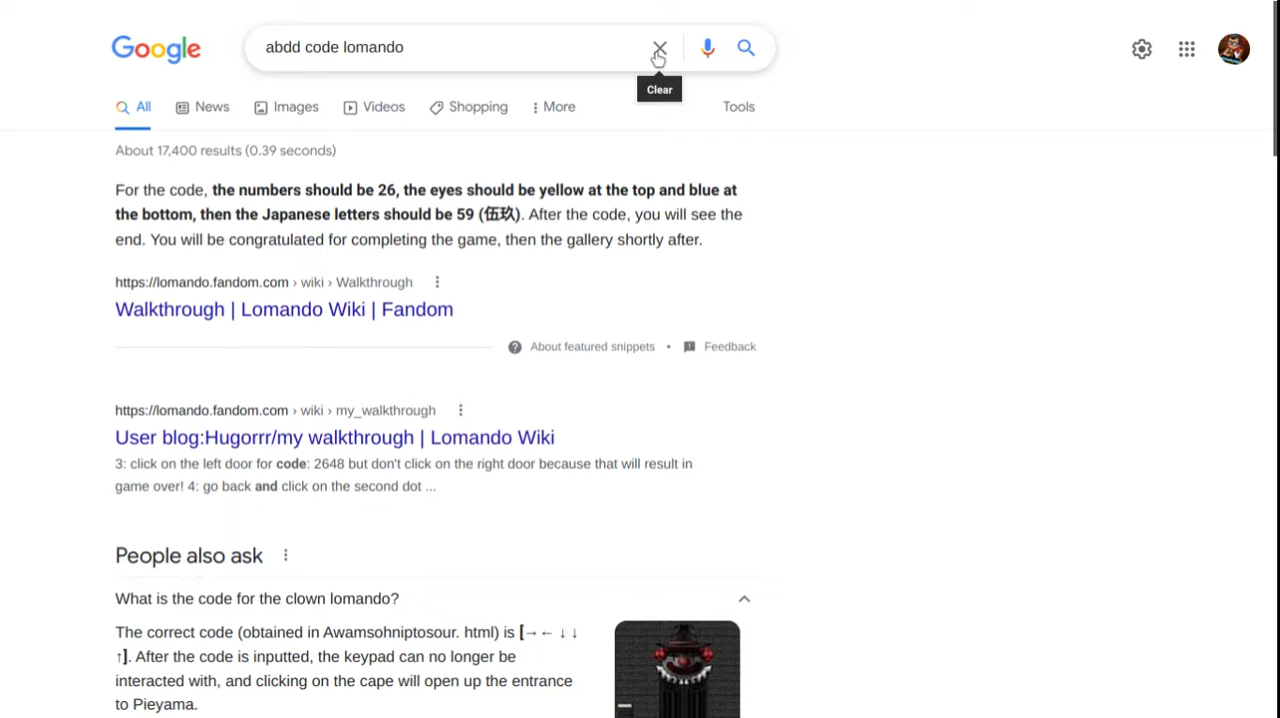 Google
abdd code lomando
Clear
All News Images Videos Shopping More Tools
About 17,400 results (0.39 seconds)
For the code, the numbers should be 26, the eyes should be yellow at the top and blue at
the bottom, then the Japanese letters should be 59 (伍玖). After the code, you will see the
end. You will be congratulated for completing the game, then the gallery shortly after.
https://lomando.fandom.com › wiki › Walkthrough
Walkthrough | Lomando Wiki | Fandom
About featured snippets • Feedback
https://lomando.fandom.com › wiki › my_walkthrough
User blog:Hugorrr/my walkthrough | Lomando Wiki
3: click on the left door for code: 2648 but don't click on the right door because that will result in
game over! 4: go back and click on the second dot ...
People also ask
What is the code for the clown lomando?
The correct code (obtained in Awamsohniptosour. html) is [→ ← ↓ ↓
↑]. After the code is inputted, the keypad can no longer be
interacted with, and clicking on the cape will open up the entrance
to Pieyama.